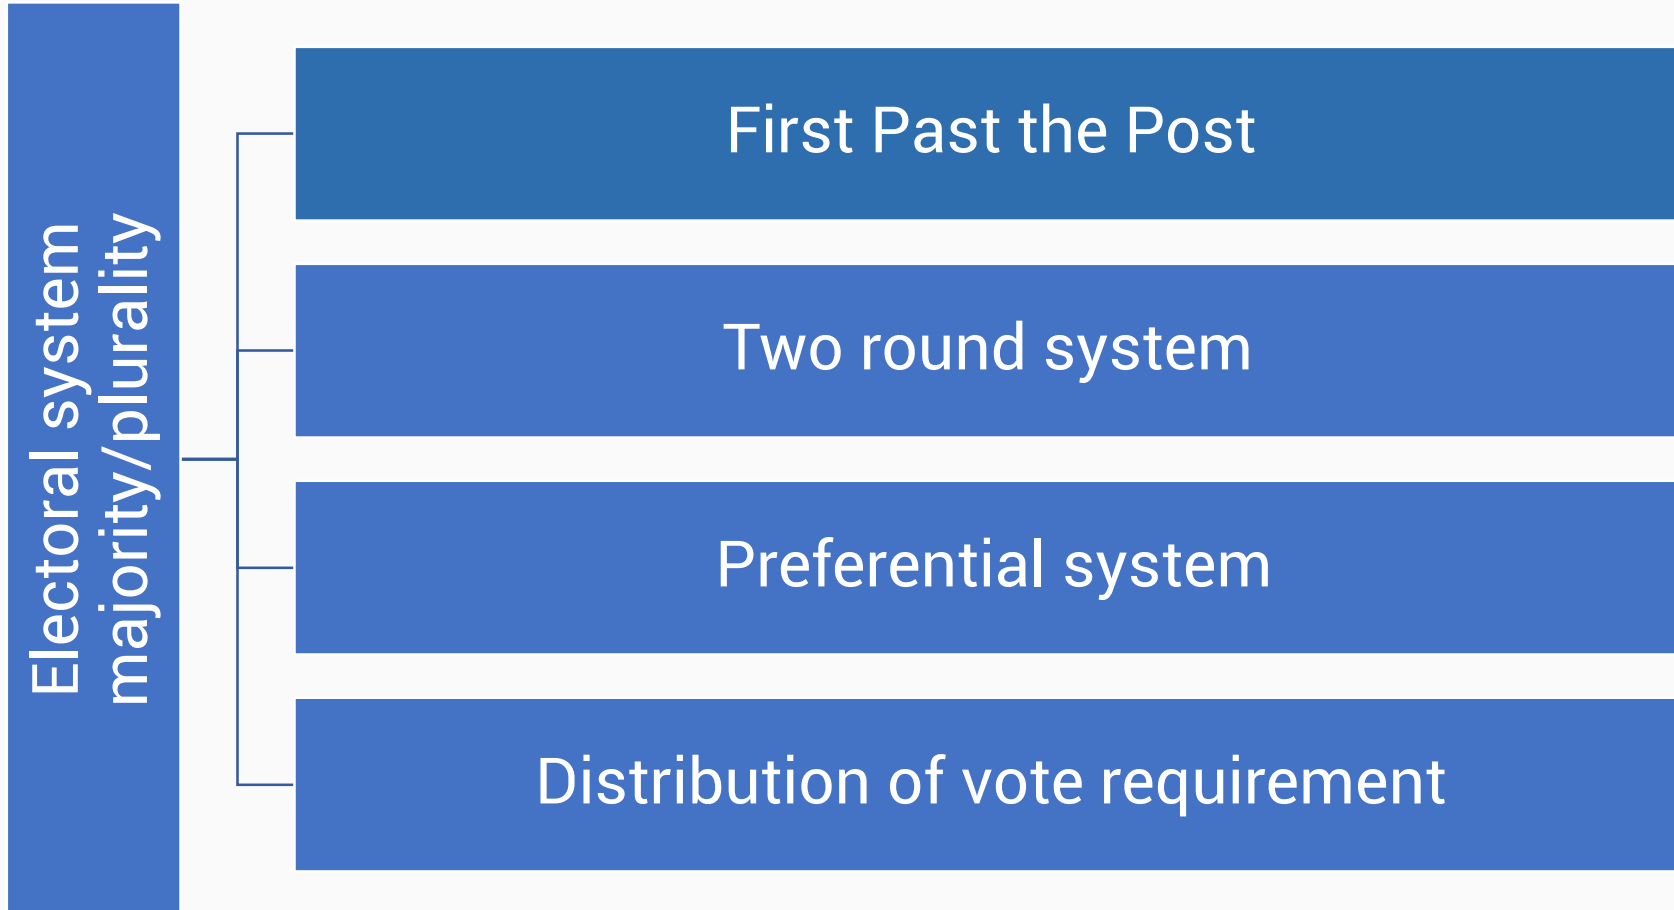 Electoral system
majority/plurality
First Past the Post
Two round system
Preferential system
Distribution of vote requirement